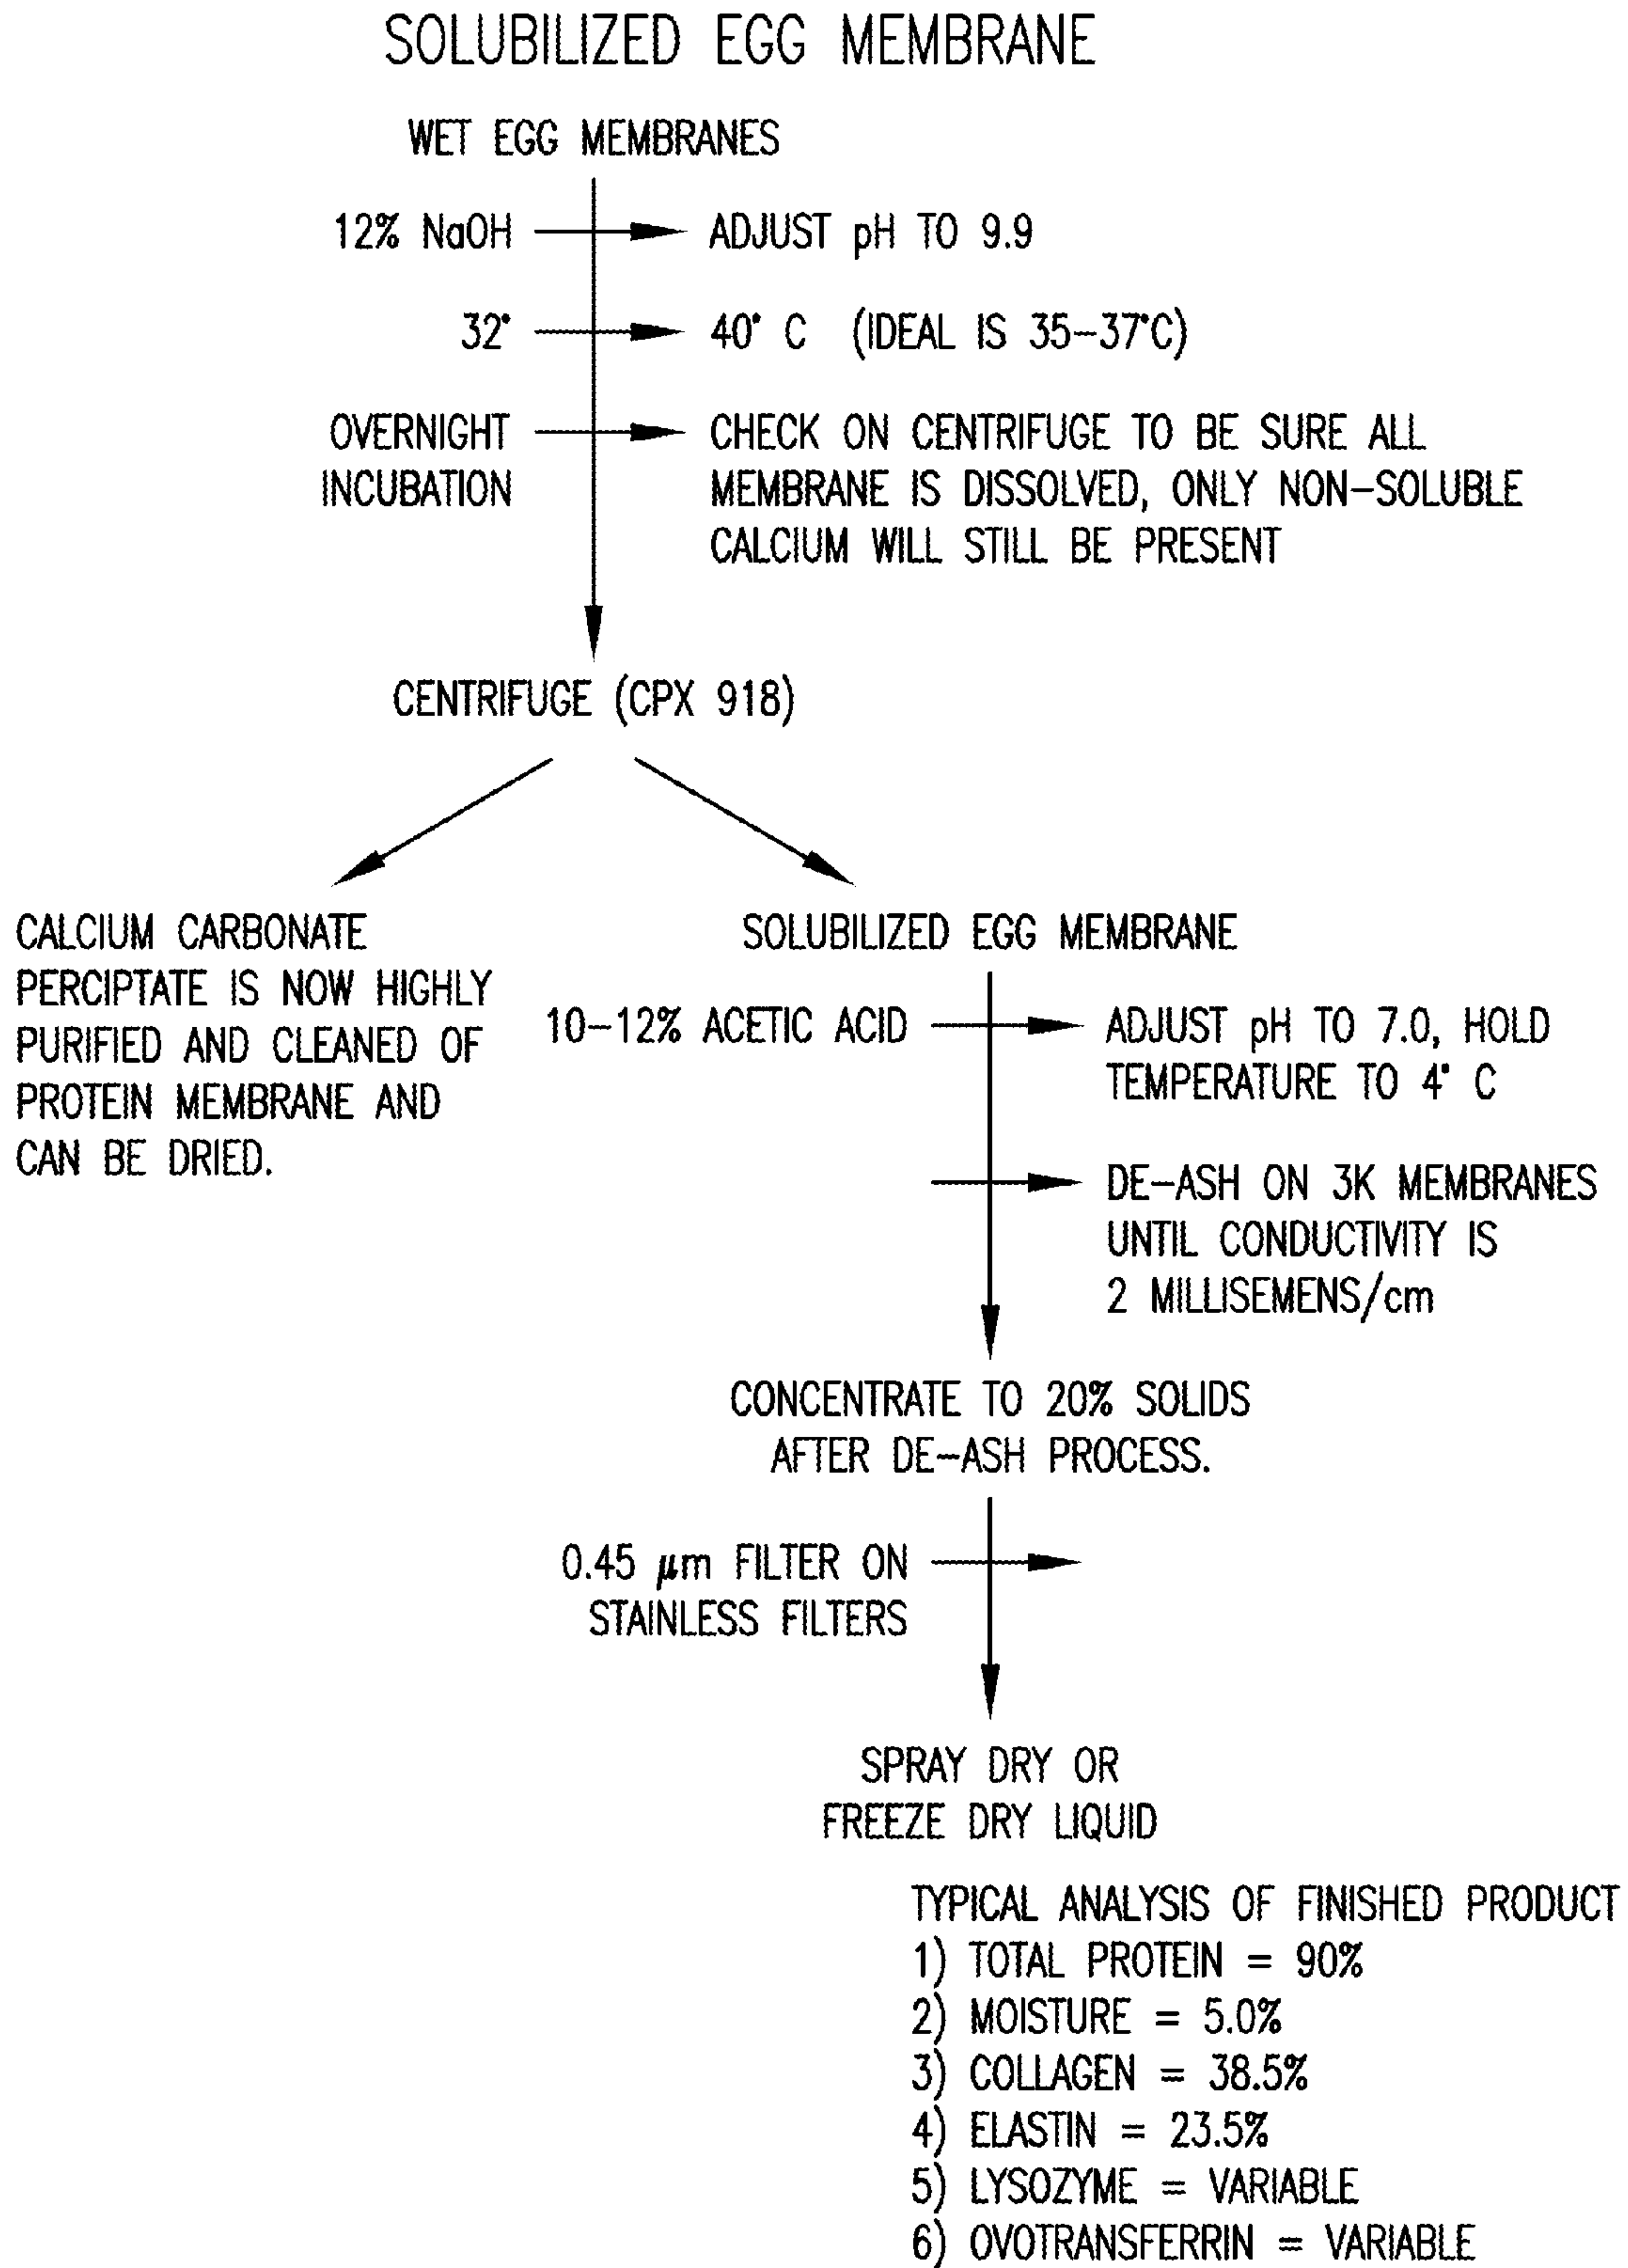 SOLUBILIZED EGG MEMBRANE
WET EGG MEMBRANES
12% NaOH
ADJUST pH TO 9.9
32°
40° C (IDEAL IS 35–37°C)
OVERNIGHT
INCUBATION
CHECK ON CENTRIFUGE TO BE SURE ALL
MEMBRANE IS DISSOLVED, ONLY NON–SOLUBLE
CALCIUM WILL STILL BE PRESENT
CENTRIFUGE (CPX 918)
CALCIUM CARBONATE
PERCIPTATE IS NOW HIGHLY
PURIFIED AND CLEANED OF
PROTEIN MEMBRANE AND
CAN BE DRIED.
SOLUBILIZED EGG MEMBRANE
10–12% ACETIC ACID
ADJUST pH TO 7.0, HOLD
TEMPERATURE TO 4° C
DE–ASH ON 3K MEMBRANES
UNTIL CONDUCTIVITY IS
2 MILLISEMENS/cm
CONCENTRATE TO 20% SOLIDS
AFTER DE–ASH PROCESS.
0.45 μm FILTER ON
STAINLESS FILTERS
SPRAY DRY OR
FREEZE DRY LIQUID
TYPICAL ANALYSIS OF FINISHED PRODUCT
1) TOTAL PROTEIN = 90%
2) MOISTURE = 5.0%
3) COLLAGEN = 38.5%
4) ELASTIN = 23.5%
5) LYSOZYME = VARIABLE
6) OVOTRANSFERRIN = VARIABLE